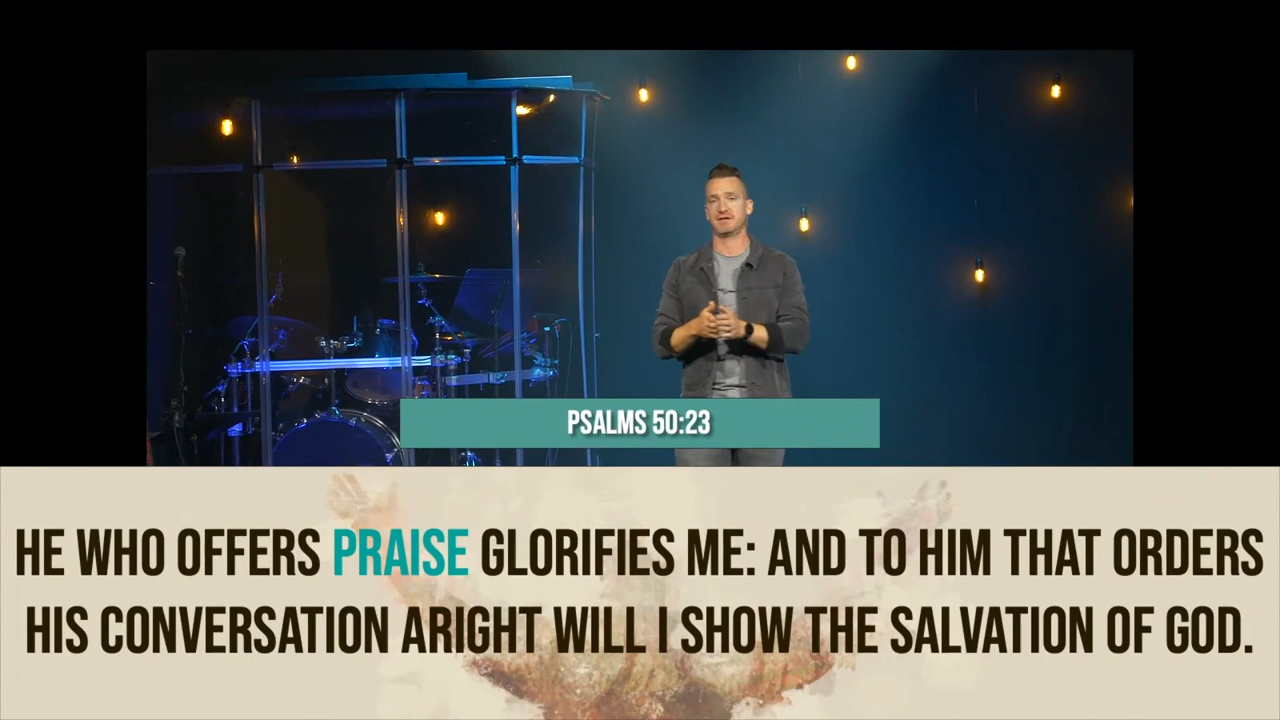 PSALMS 50:23
HE WHO OFFERS PRAISE GLORIFIES ME: AND TO HIM THAT ORDERS
HIS CONVERSATION ARIGHT WILL I SHOW THE SALVATION OF GOD.